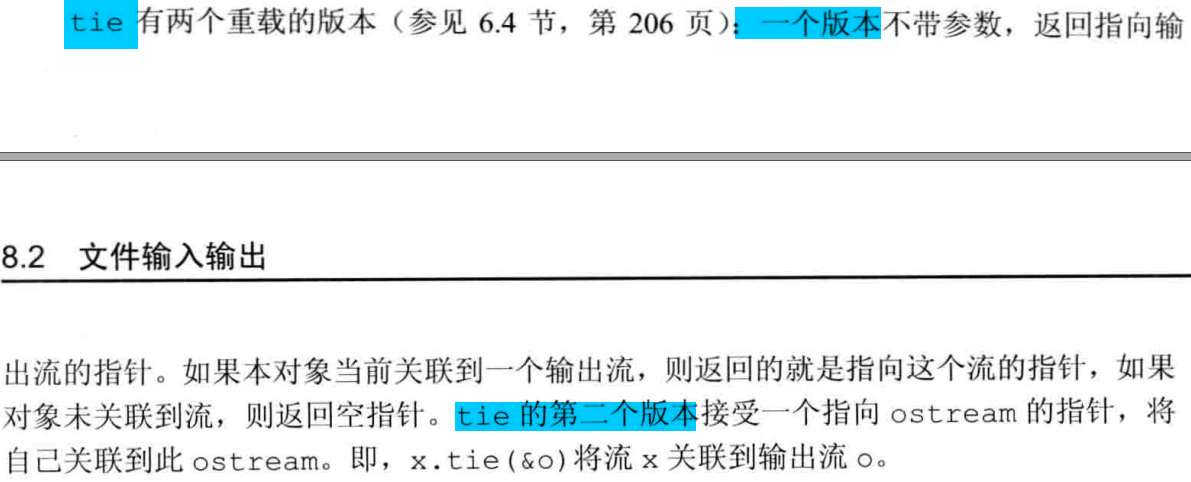 tie 有两个重载的版本（参见 6.4 节，第 206 页）：一个版本不带参数，返回指向输
8.2 文件输入输出
出流的指针。如果本对象当前关联到一个输出流，则返回的就是指向这个流的指针，如果
对象未关联到流，则返回空指针。tie 的第二个版本接受一个指向 ostream 的指针，将
自己关联到此 ostream。即，x.tie(&o)将流 x 关联到输出流 o。